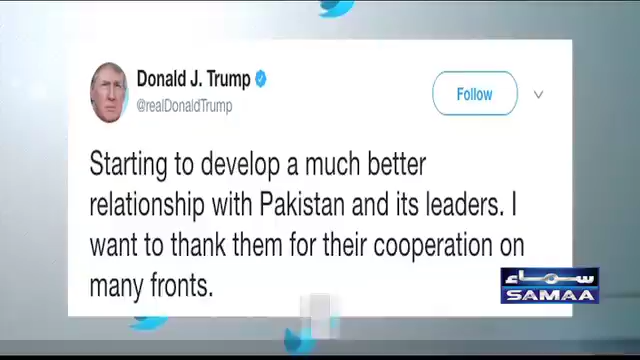 Donald J. Trump
@realDonaldTrump
Follow
Starting to develop a much better
relationship with Pakistan and its leaders. I
want to thank them for their cooperation on
many fronts.
سماء
SAMAA